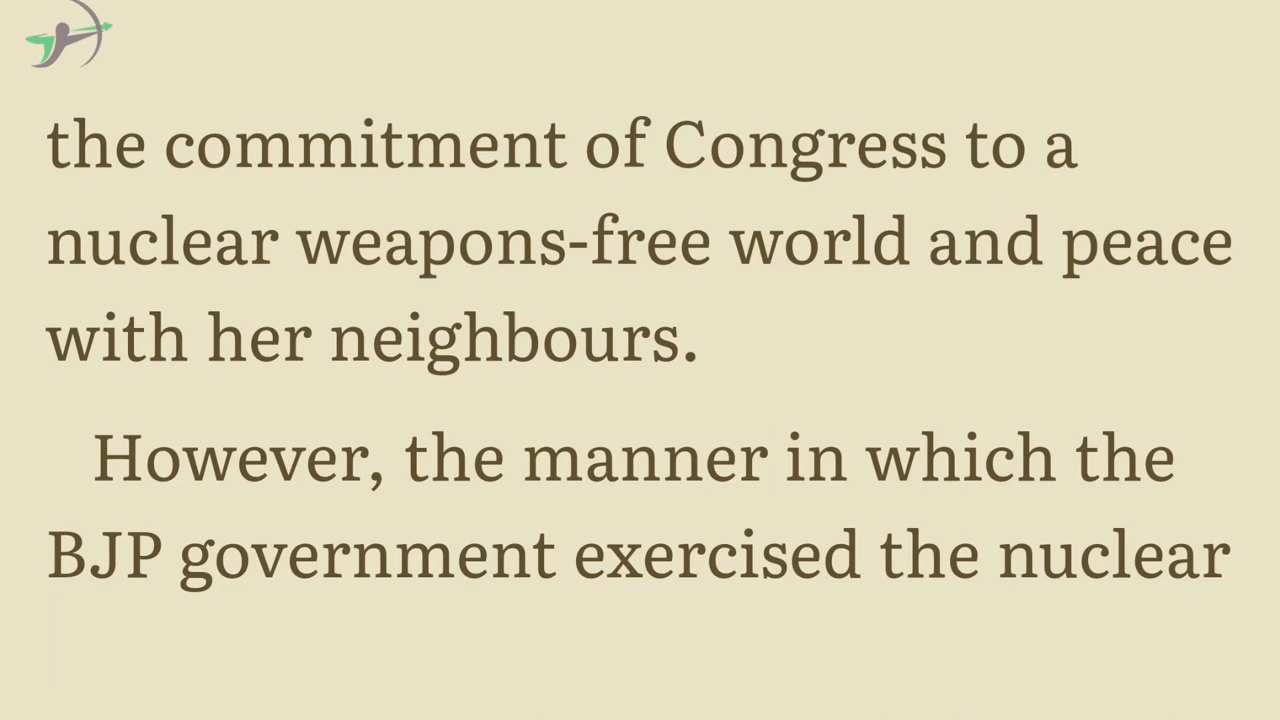 the commitment of Congress to a
nuclear weapons-free world and peace
with her neighbours.
However, the manner in which the
BJP government exercised the nuclear